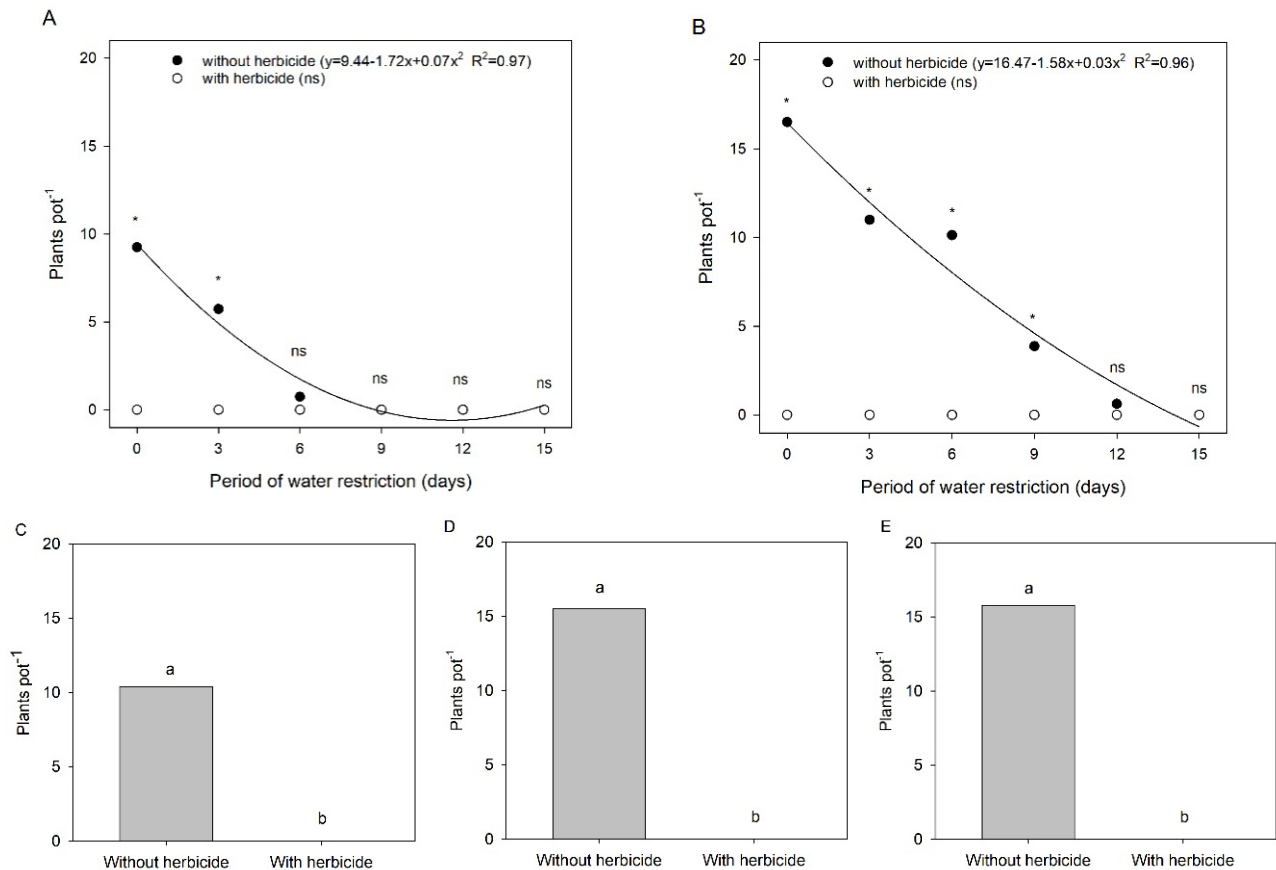 A
without herbicide (y=9.44-1.72x+0.07x² R²=0.97)
with herbicide (ns)
20
15
10
5
0
Plants pot⁻¹
*
*
ns
ns
ns
ns
0 3 6 9 12 15
Period of water restriction (days)
B
without herbicide (y=16.47-1.58x+0.03x² R²=0.96)
with herbicide (ns)
20
15
10
5
0
Plants pot⁻¹
*
*
*
*
ns
ns
0 3 6 9 12 15
Period of water restriction (days)
C
20
15
10
5
0
Plants pot⁻¹
a
b
Without herbicide With herbicide
D
20
15
10
5
0
Plants pot⁻¹
a
b
Without herbicide With herbicide
E
20
15
10
5
0
Plants pot⁻¹
a
b
Without herbicide With herbicide